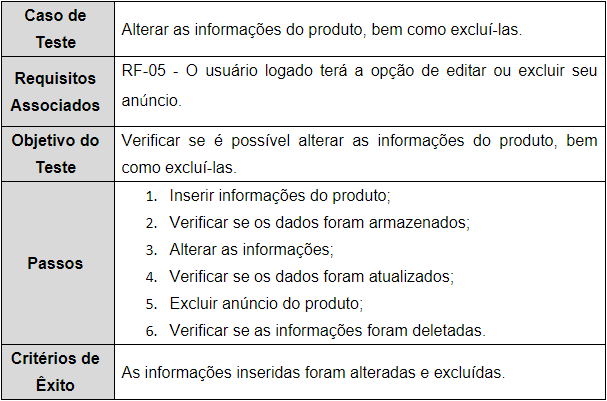 Caso de Teste
Alterar as informações do produto, bem como excluí-las.
Requisitos Associados
RF-05 - O usuário logado terá a opção de editar ou excluir seu
anúncio.
Objetivo do Teste
Verificar se é possível alterar as informações do produto, bem
como excluí-las.
Passos
1. Inserir informações do produto;
2. Verificar se os dados foram armazenados;
3. Alterar as informações;
4. Verificar se os dados foram atualizados;
5. Excluir anúncio do produto;
6. Verificar se as informações foram deletadas.
Critérios de Êxito
As informações inseridas foram alteradas e excluídas.